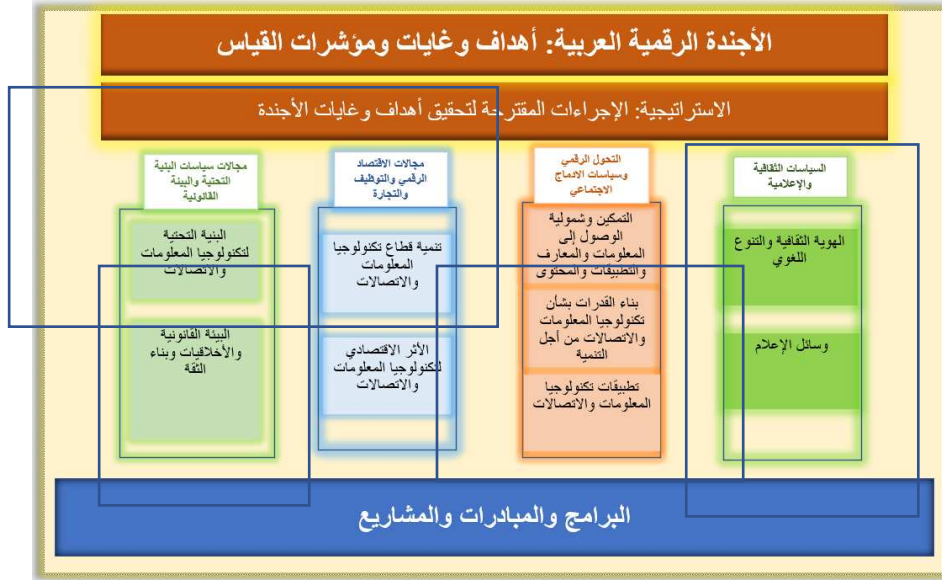 الأجندة الرقمية العربية: أهداف وغايات ومؤشرات القياس
الاستراتيجية: الإجراءات المقترحة لتحقيق أهداف وغايات الأجندة
السياسات الثقافية
والإعلامية
الهوية الثقافية والتنوع
اللغوي
وسائل الإعلام
التحول الرقمي
وسياسات الادماج
الاجتماعي
التمكين وشمولية
الوصول إلى
المعلومات والمعارف
والتطبيقات والمحتوى
بناء القدرات بشأن
تكنولوجيا المعلومات
والاتصالات من أجل
التنمية
تطبيقات تكنولوجيا
المعلومات والاتصالات
مجالات الاقتصاد
الرقمي والتوظيف
والتجارة
تنمية قطاع تكنولوجيا
المعلومات
والاتصالات
الأثر الاقتصادي
لتكنولوجيا المعلومات
والاتصالات
مجالات سياسات البنية
التحتية والبيئة
القانونية
البنية التحتية
لتكنولوجيا المعلومات
والاتصالات
البيئة القانونية
والأخلاقيات وبناء
الثقة
البرامج والمبادرات والمشاريع